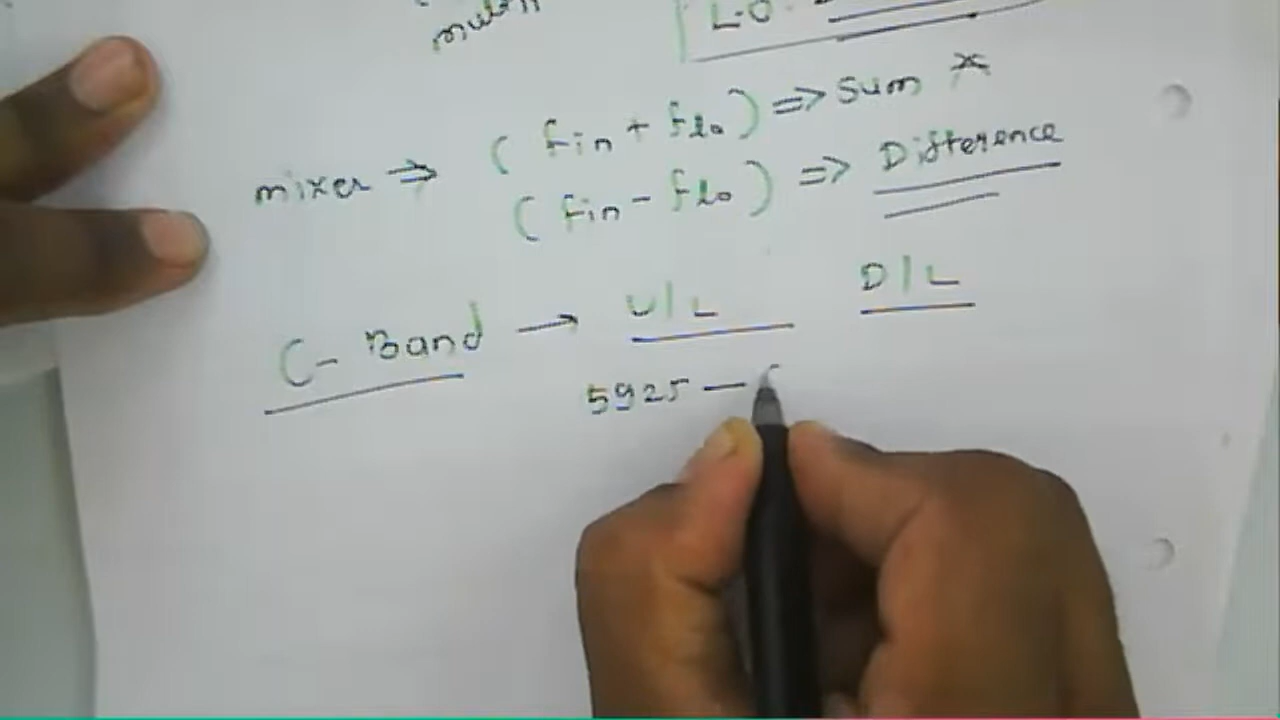 L.O.
mixer ⇒ (fin + flo) ⇒ Sum ×
(fin - flo) ⇒ Difference
C- Band → U/L D/L
5925 —